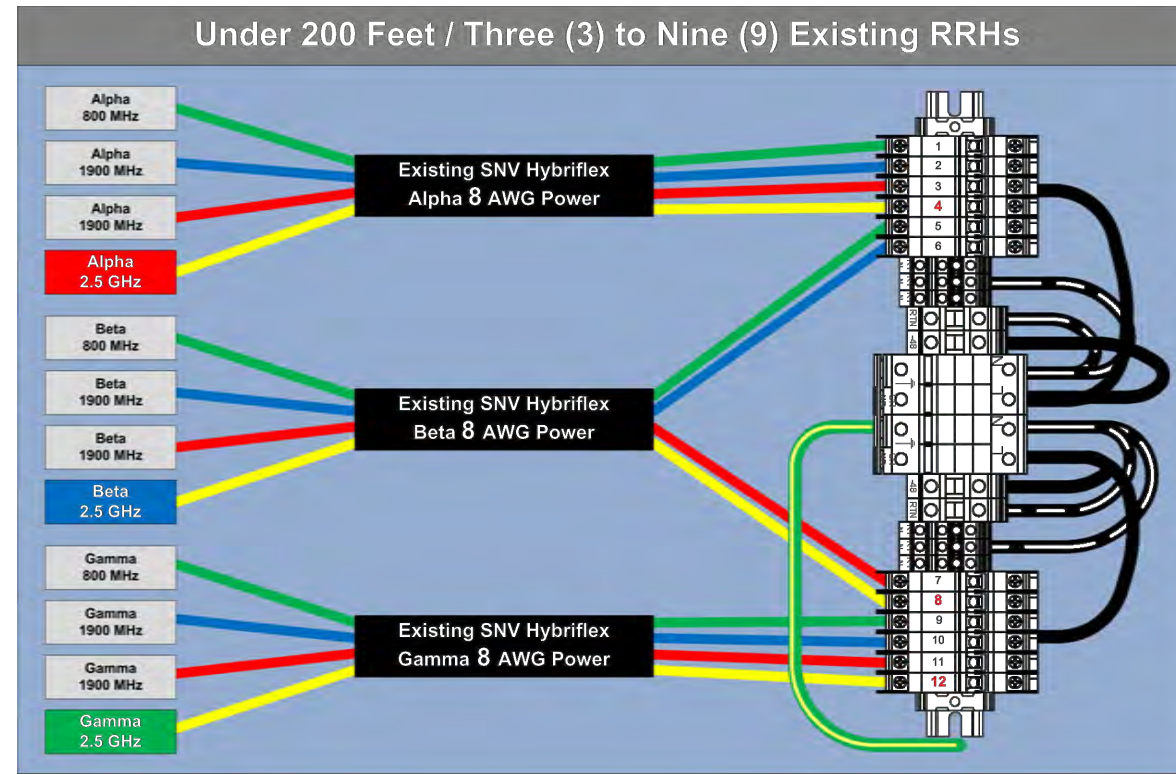 Under 200 Feet / Three (3) to Nine (9) Existing RRHs
Alpha
800 MHz
Alpha
1900 MHz
Alpha
1900 MHz
Alpha
2.5 GHz
Existing SNV Hybriflex
Alpha 8 AWG Power
Beta
800 MHz
Beta
1900 MHz
Beta
1900 MHz
Beta
2.5 GHz
Existing SNV Hybriflex
Beta 8 AWG Power
Gamma
800 MHz
Gamma
1900 MHz
Gamma
1900 MHz
Gamma
2.5 GHz
Existing SNV Hybriflex
Gamma 8 AWG Power
1
2
3
4
5
6
RTN
-48
N
N
-48
RTN
7
8
9
10
11
12